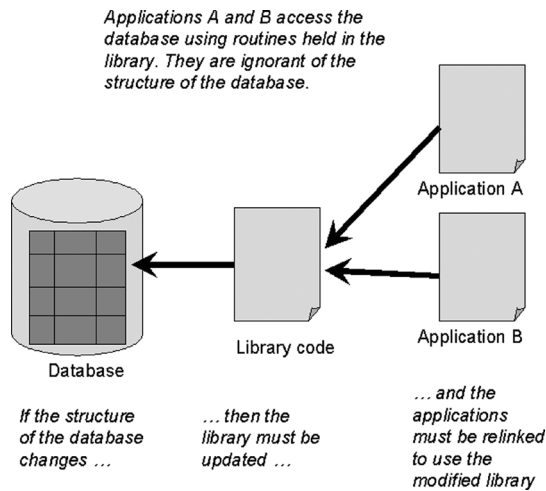 Applications A and B access the
database using routines held in the
library. They are ignorant of the
structure of the database.
Application A
Application B
Library code
Database
If the structure
of the database
changes ...
... then the
library must be
updated ...
... and the
applications
must be relinked
to use the
modified library